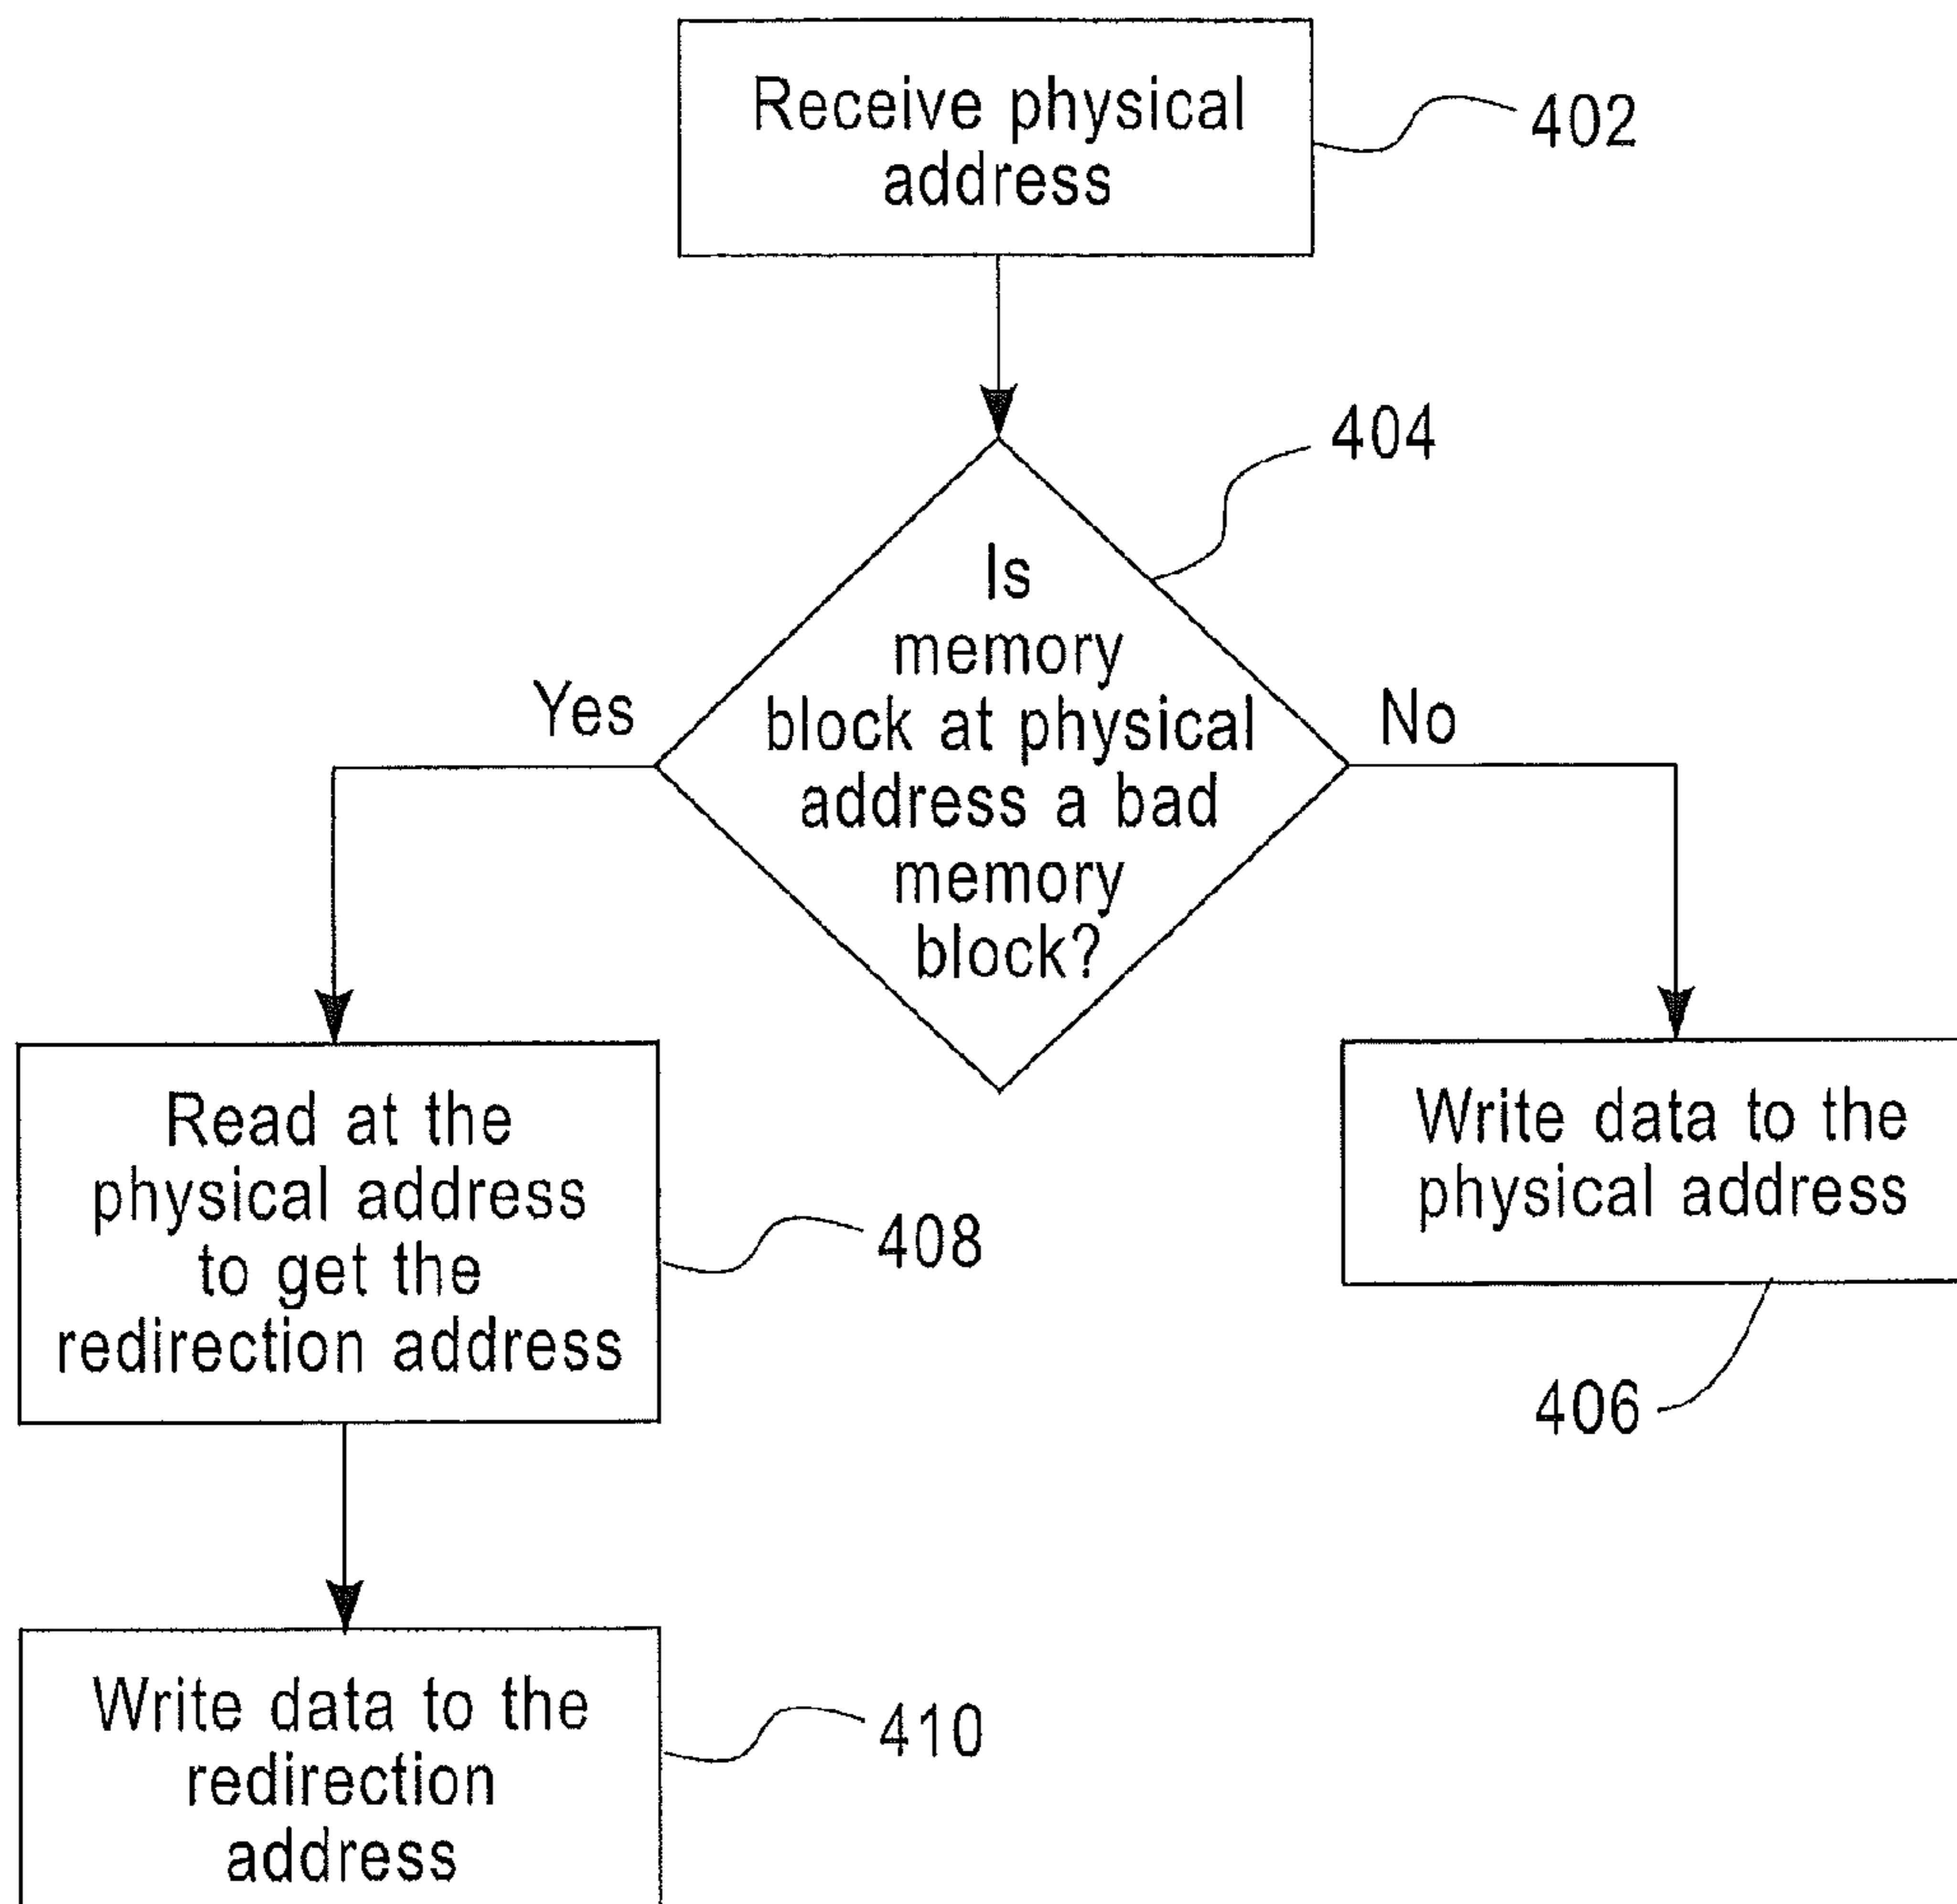 Receive physical
address
402
404
Is
memory
block at physical
address a bad
memory
block?
Yes
No
Read at the
physical address
to get the
redirection address
408
Write data to the
physical address
406
Write data to the
redirection
address
410